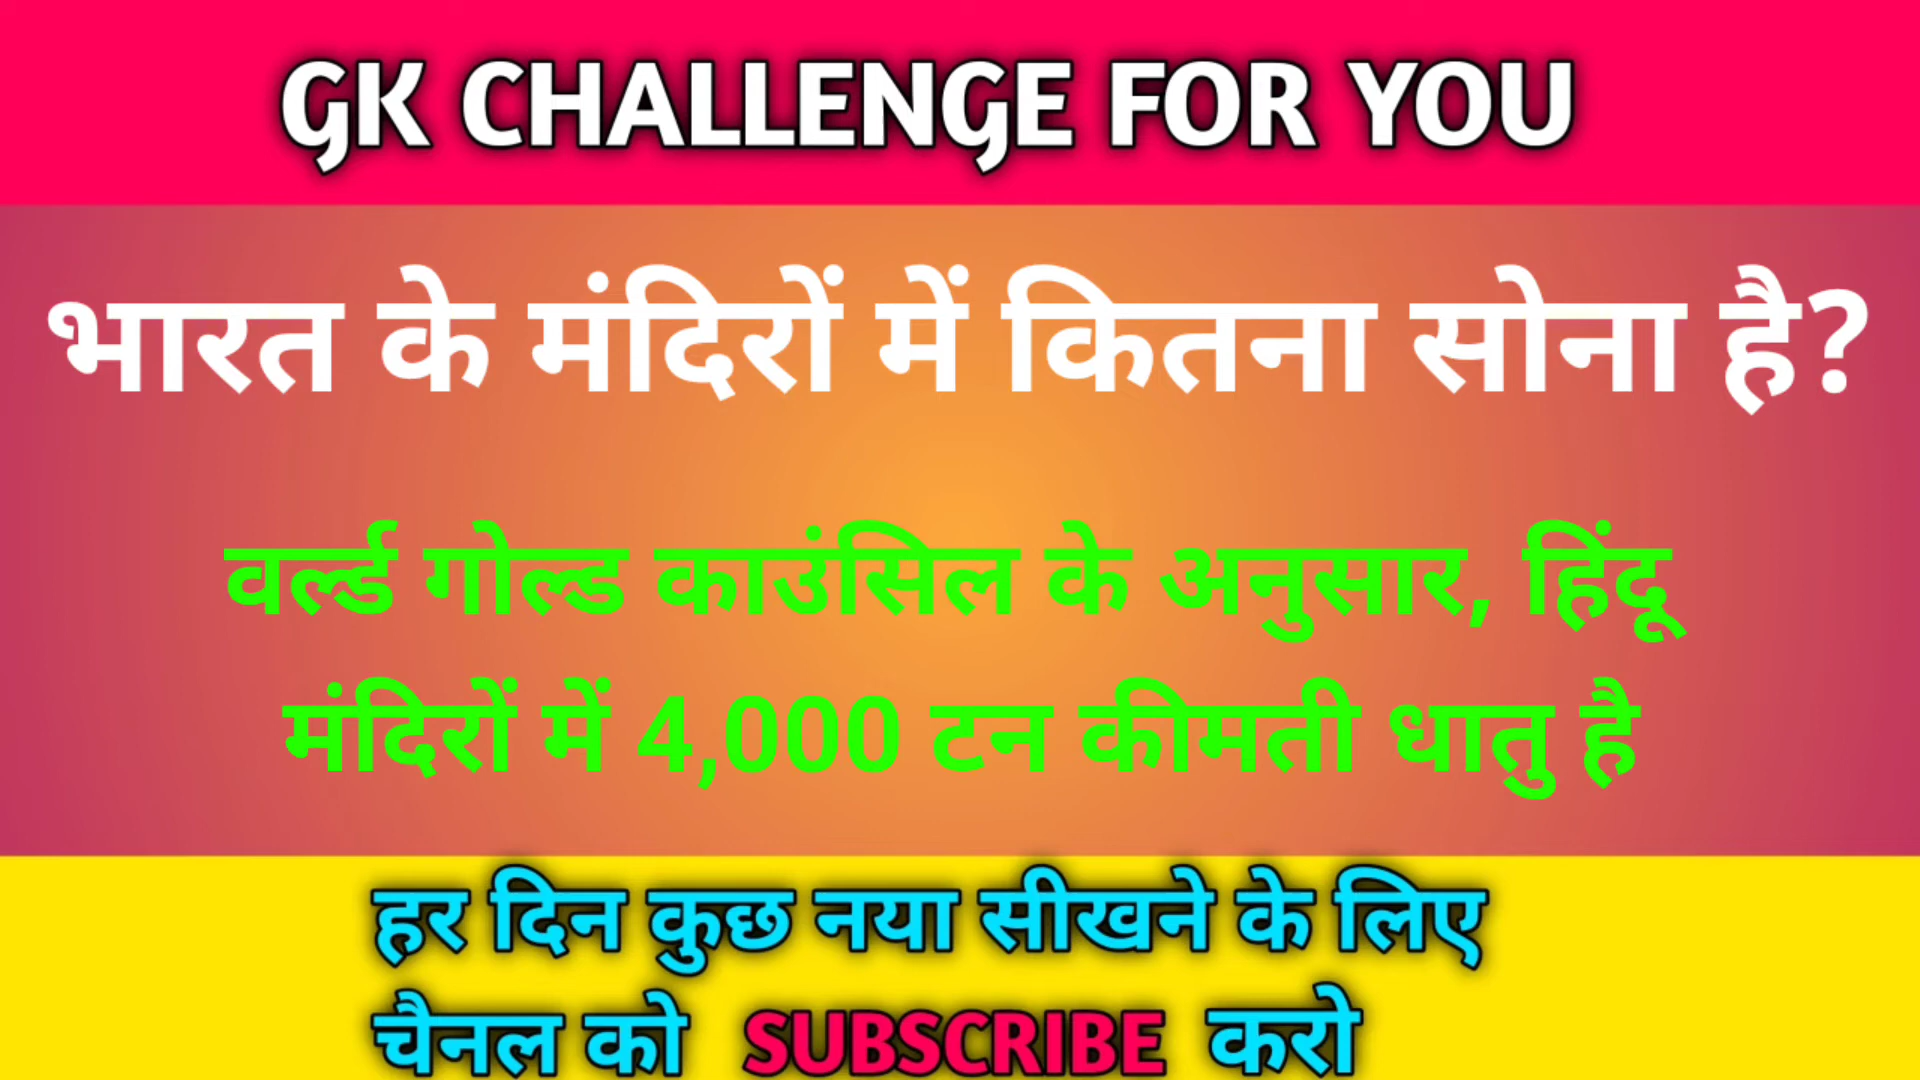 GK CHALLENGE FOR YOU
भारत के मंदिरों में कितना सोना है?
वर्ल्ड गोल्ड काउंसिल के अनुसार, हिंदू
मंदिरों में 4,000 टन कीमती धातु है
हर दिन कुछ नया सीखने के लिए
चैनल को SUBSCRIBE करो